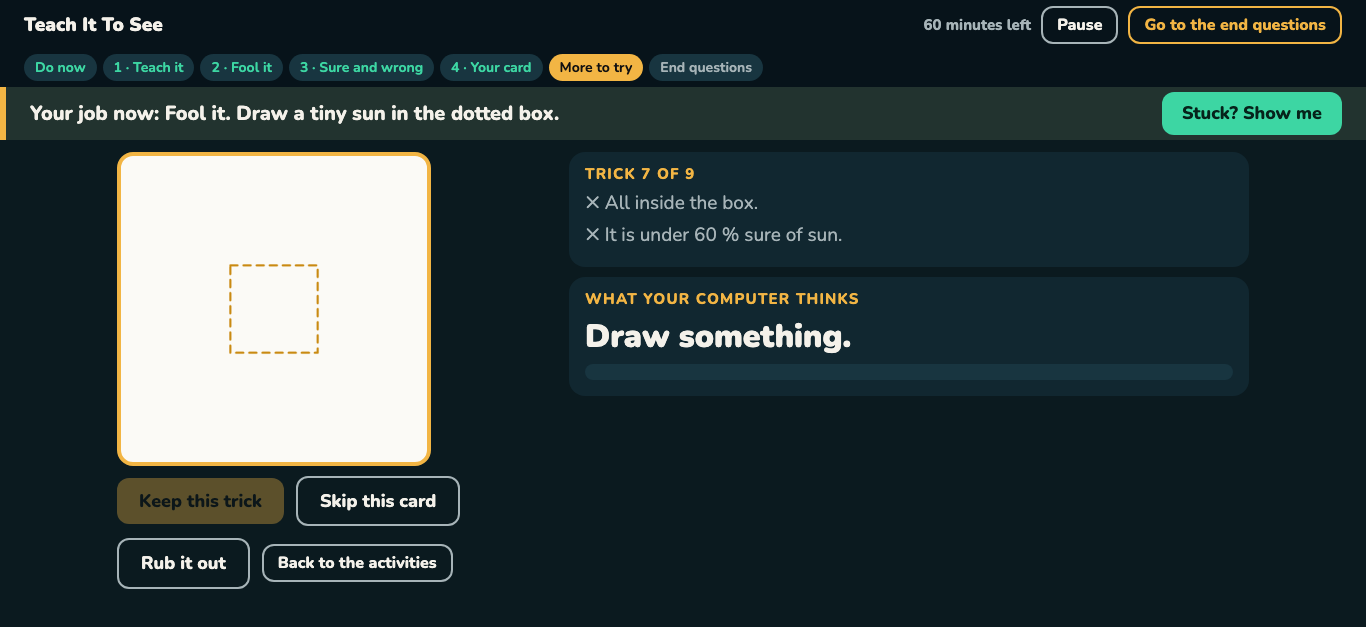 Teach It To See
60 minutes left
Pause
Go to the end questions
Do now
1 · Teach it
2 · Fool it
3 · Sure and wrong
4 · Your card
More to try
End questions
Your job now: Fool it. Draw a tiny sun in the dotted box.
Stuck? Show me
TRICK 7 OF 9
✕ All inside the box.
✕ It is under 60 % sure of sun.
WHAT YOUR COMPUTER THINKS
Draw something.
Keep this trick
Skip this card
Rub it out
Back to the activities